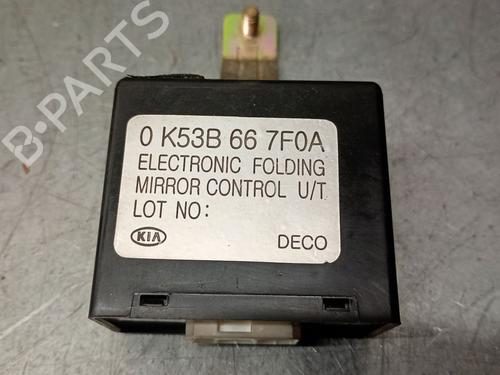 0 K53B 66 7F0A
ELECTRONIC FOLDING
MIRROR CONTROL U/T
LOT NO:
KIA DECO
B-PARTS